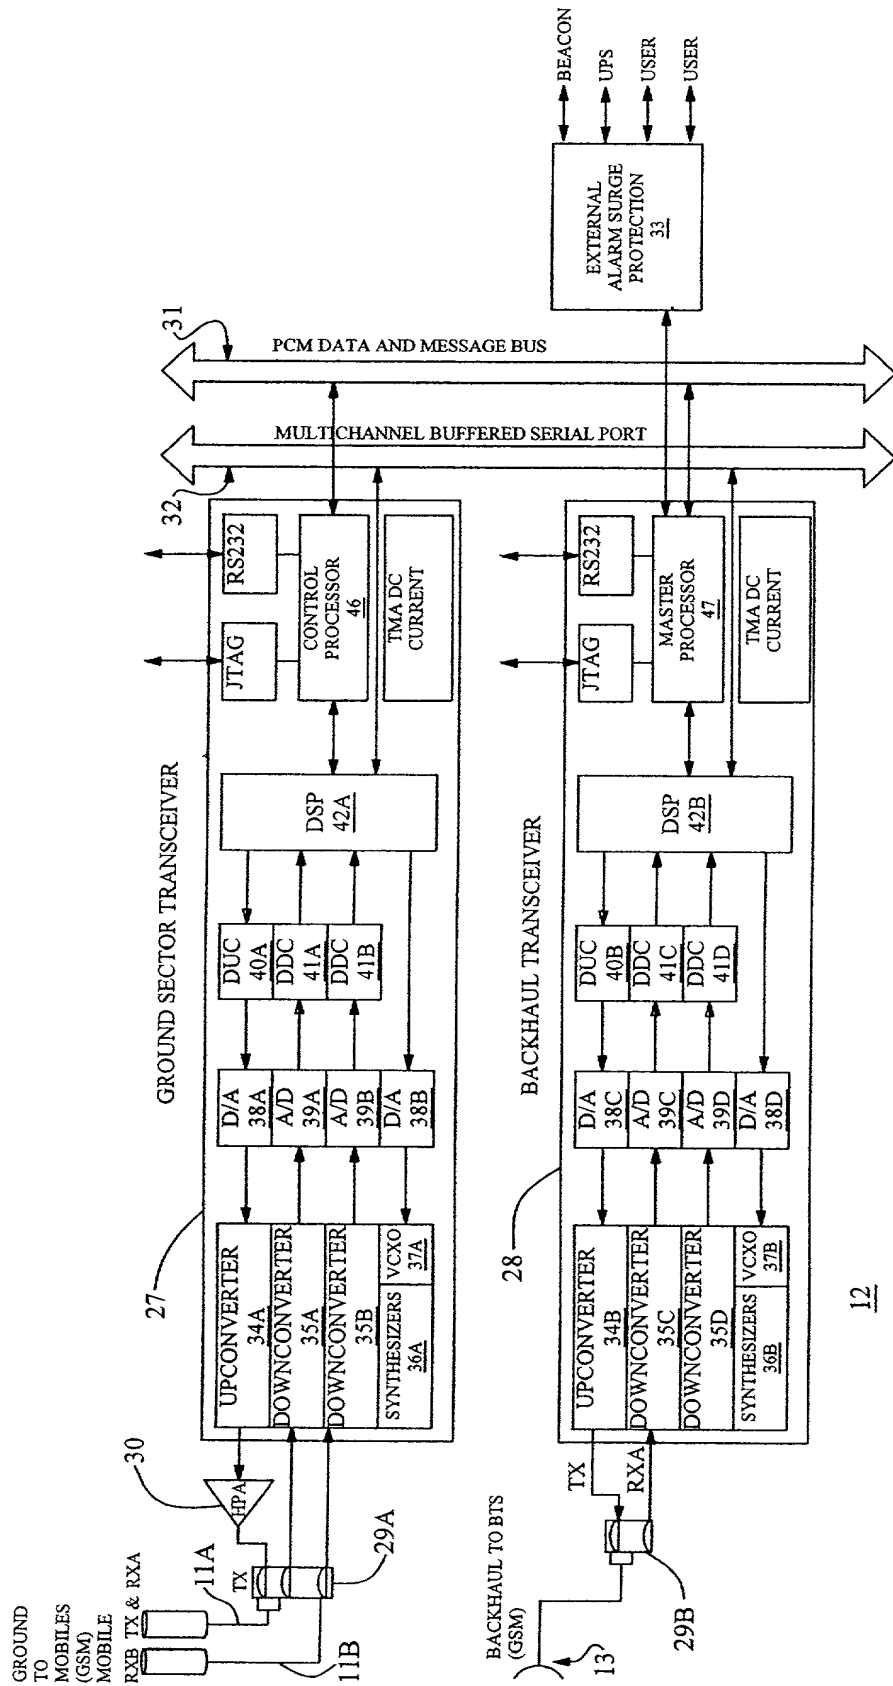 GROUND
TO
MOBILES
(GSM)
MOBILE
RXB TX & RXA
11A
11B
TX
29A
30
HPA
27
GROUND SECTOR TRANSCEIVER
UPCONVERTER
34A
DOWNCONVERTER
35A
DOWNCONVERTER
35B
SYNTHESIZERS
36A
VCXO
37A
D/A
38A
A/D
39A
A/D
39B
D/A
38B
DUC
40A
DDC
41A
DDC
41B
DSP
42A
JTAG
RS232
CONTROL
PROCESSOR
46
TMA DC
CURRENT
32
MULTICHANNEL BUFFERED SERIAL PORT
31
PCM DATA AND MESSAGE BUS
BACKHAUL TO BTS
(GSM)
13
29B
TX
RXA
28
BACKHAUL TRANSCEIVER
UPCONVERTER
34B
DOWNCONVERTER
35C
DOWNCONVERTER
35D
SYNTHESIZERS
36B
VCXO
37B
D/A
38C
A/D
39C
A/D
39D
D/A
38D
DUC
40B
DDC
41C
DDC
41D
DSP
42B
JTAG
RS232
MASTER
PROCESSOR
47
TMA DC
CURRENT
EXTERNAL
ALARM SURGE
PROTECTION
33
BEACON
UPS
USER
USER
12